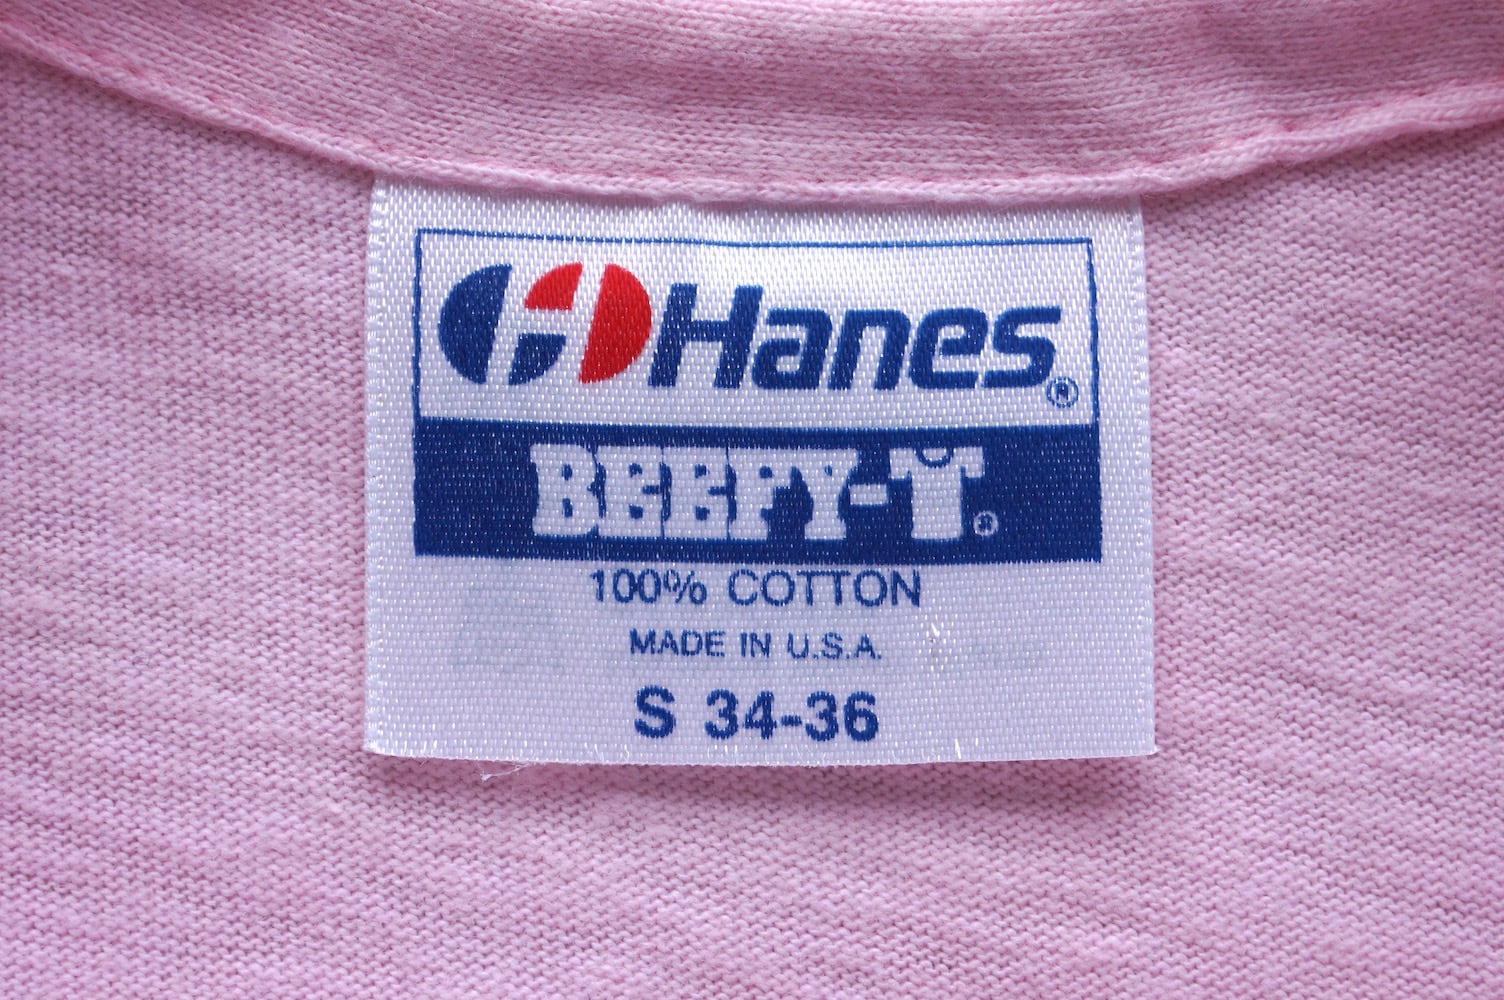 Hanes®
BEEFY-T®
100% COTTON
MADE IN U.S.A.
S 34-36